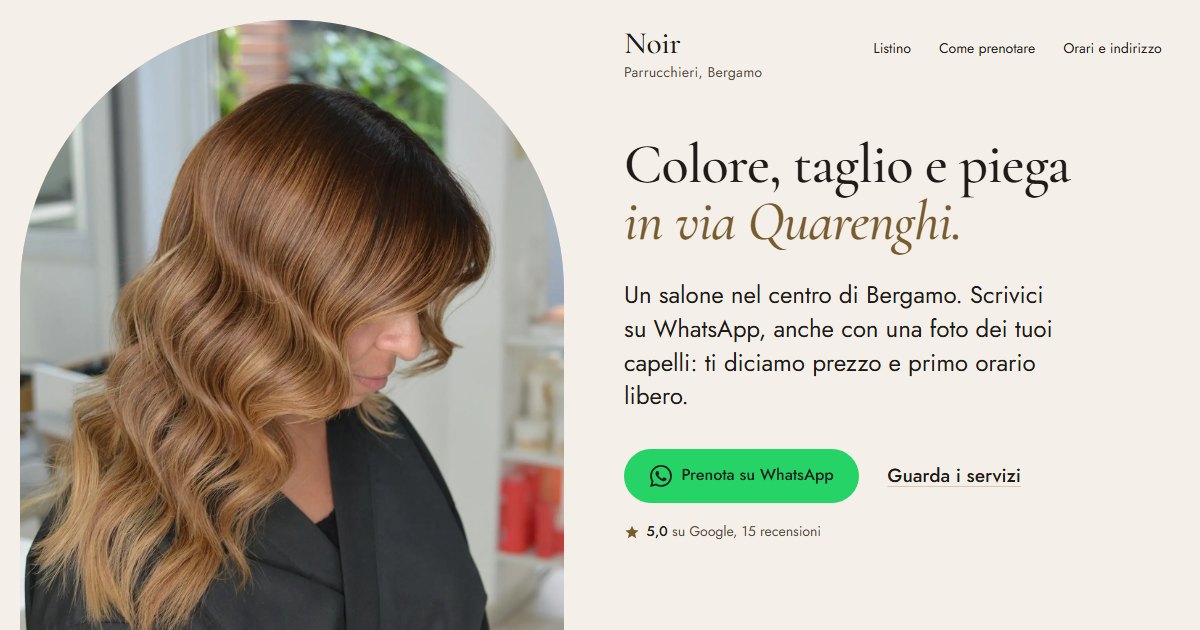 Noir
Parrucchieri, Bergamo
Listino
Come prenotare
Orari e indirizzo
Colore, taglio e piega
in via Quarenghi.
Un salone nel centro di Bergamo. Scrivici
su WhatsApp, anche con una foto dei tuoi
capelli: ti diciamo prezzo e primo orario
libero.
Prenota su WhatsApp
Guarda i servizi
5,0 su Google, 15 recensioni